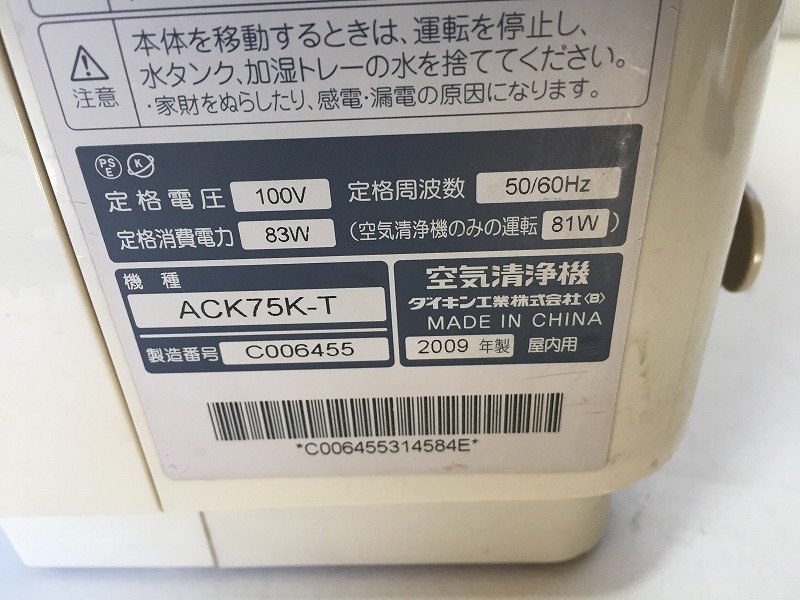 本体を移動するときは、運転を停止し、
水タンク、加湿トレーの水を捨ててください。
注意
・家財をぬらしたり、感電・漏電の原因になります。
PS
E
K
定格電圧 100V 定格周波数 50/60Hz
定格消費電力 83W (空気清浄機のみの運転 81W)
機種
ACK75K-T
製造番号 C006455
空気清浄機
ダイキン工業株式会社〈B〉
MADE IN CHINA
2009 年製 屋内用
*C006455314584E*